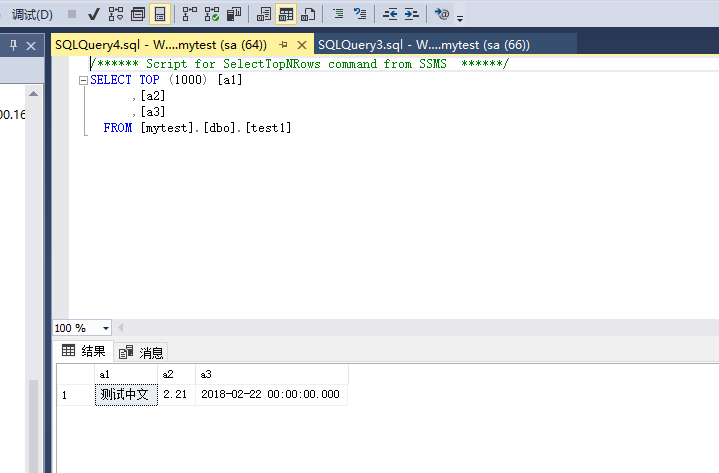 调试(D)
SQLQuery4.sql - W....mytest (sa (64))
SQLQuery3.sql - W....mytest (sa (66))
/****** Script for SelectTopNRows command from SSMS  ******/
SELECT TOP (1000) [a1]
,[a2]
,[a3]
FROM [mytest].[dbo].[test1]
00.16
100 %
结果 消息
a1 a2 a3
1 测试中文 2.21 2018-02-22 00:00:00.000